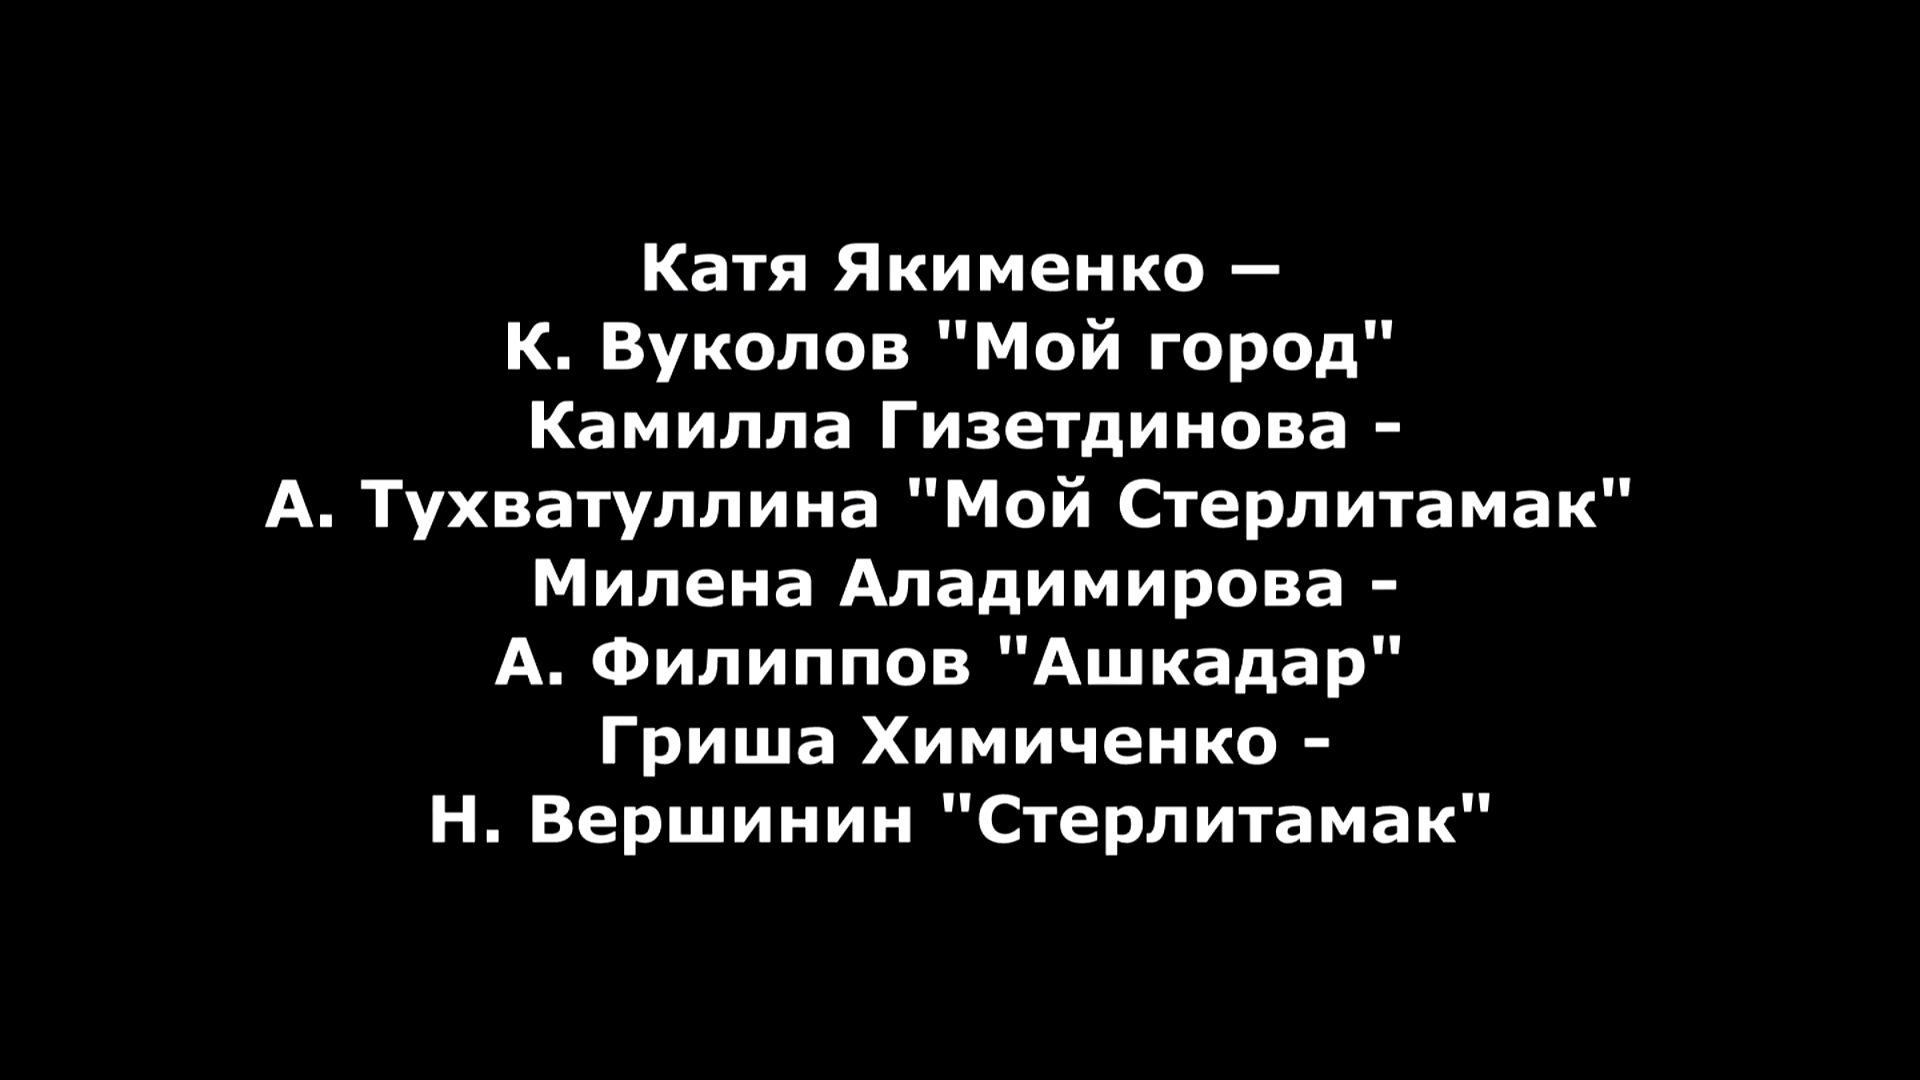 Катя Якименко —
К. Вуколов "Мой город"
Камилла Гизетдинова -
А. Тухватуллина "Мой Стерлитамак"
Милена Аладимирова -
А. Филиппов "Ашкадар"
Гриша Химиченко -
Н. Вершинин "Стерлитамак"